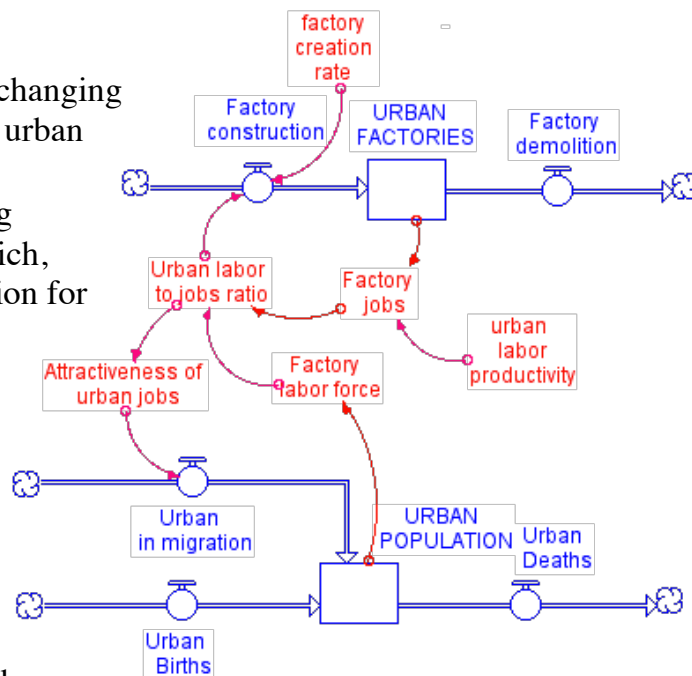 changing
urban
g
ich,
ion for
factory
creation
rate
Factory
construction
URBAN
FACTORIES
Factory
demolition
Urban labor
to jobs ratio
Factory
jobs
urban
labor
productivity
Attractiveness of
urban jobs
Factory
labor force
Urban
in migration
URBAN
POPULATION
Urban
Deaths
Urban
Births